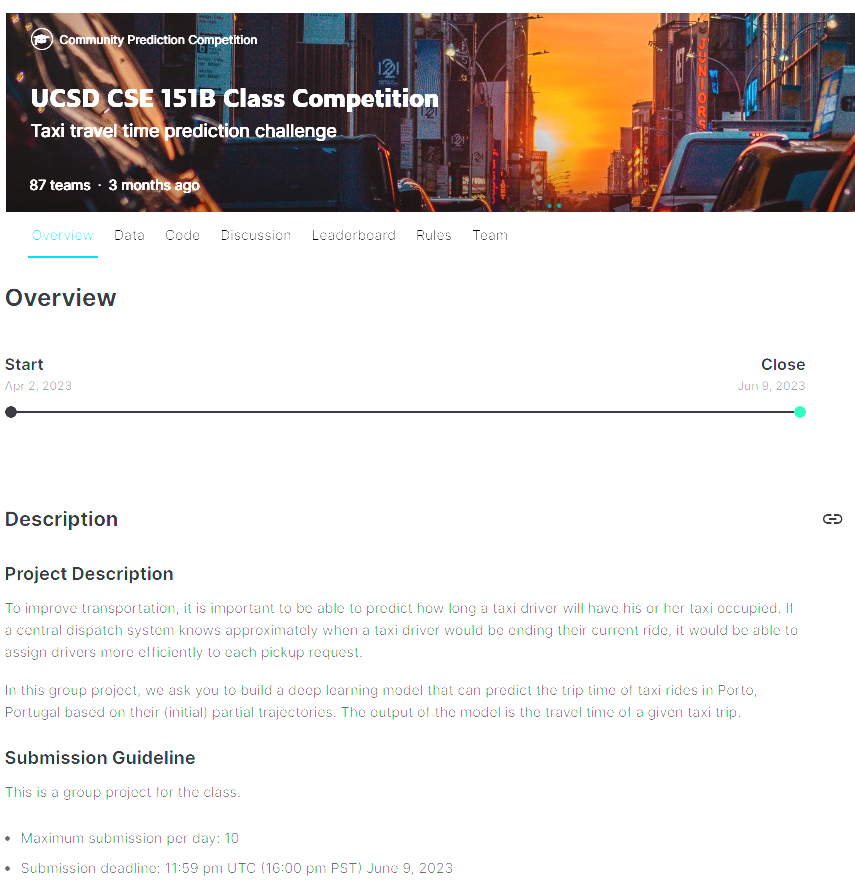 Community Prediction Competition
UCSD CSE 151B Class Competition
Taxi travel time prediction challenge
87 teams · 3 months ago
121
121
JUNIORS
Overview Data Code Discussion Leaderboard Rules Team
Overview
Start Close
Apr 2, 2023 Jun 9, 2023
Description
Project Description
To improve transportation, it is important to be able to predict how long a taxi driver will have his or her taxi occupied. If
a central dispatch system knows approximately when a taxi driver would be ending their current ride, it would be able to
assign drivers more efficiently to each pickup request.
In this group project, we ask you to build a deep learning model that can predict the trip time of taxi rides in Porto,
Portugal based on their (initial) partial trajectories. The output of the model is the travel time of a given taxi trip.
Submission Guideline
This is a group project for the class.
• Maximum submission per day: 10
• Submission deadline: 11:59 pm UTC (16:00 pm PST) June 9, 2023